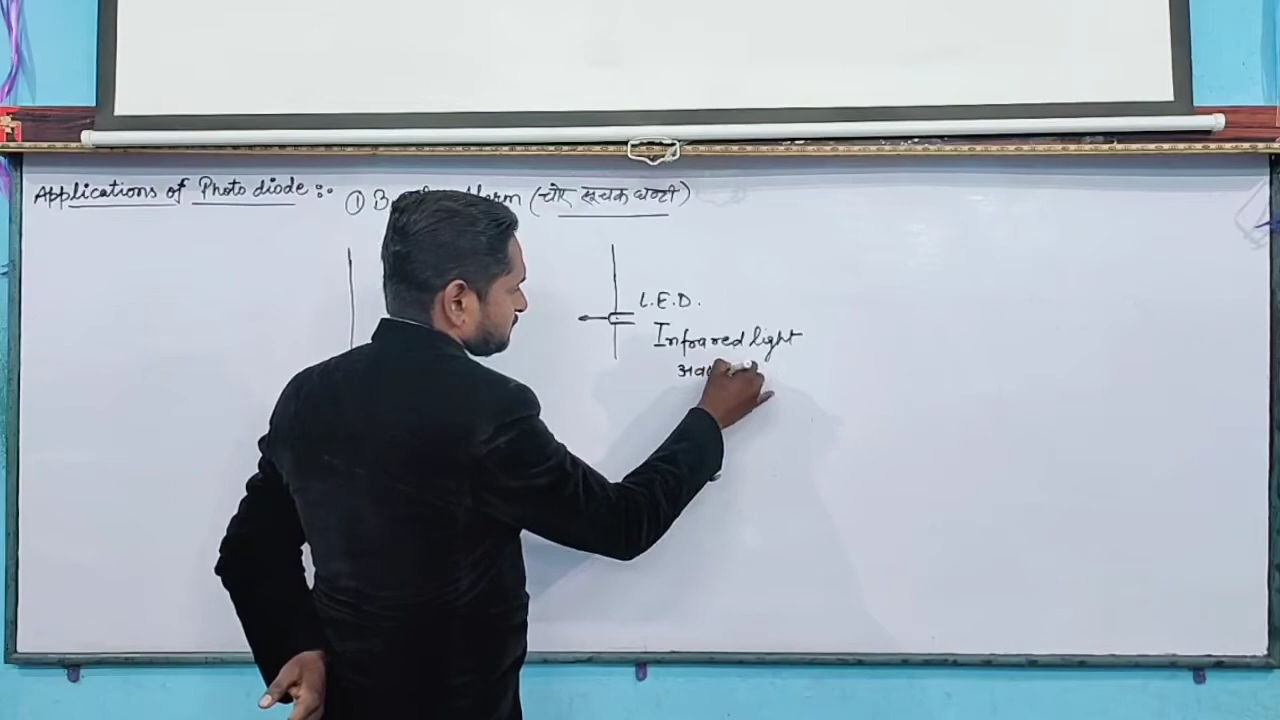 Applications of Photo diode :- ① (चोर सूचक घण्टी)
L.E.D.
Infrared light